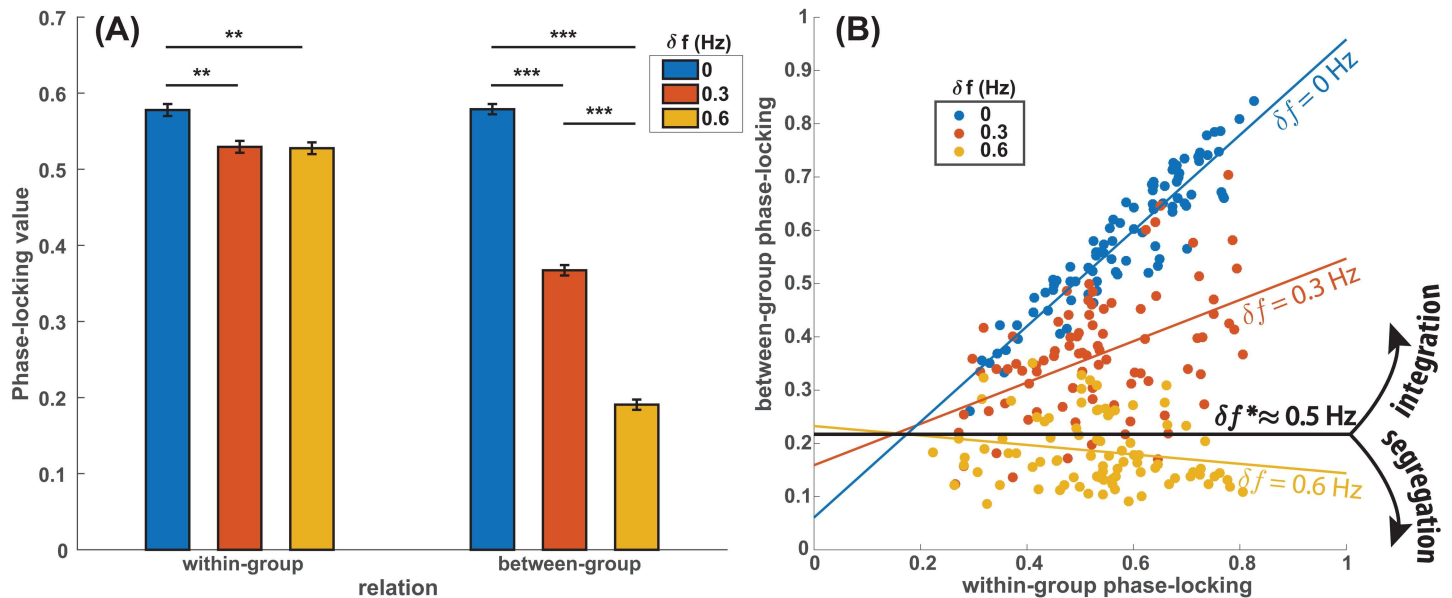 (A)
** 
**
***
***
***
δ f (Hz)
0
0.3
0.6
0.7
0.6
0.5
0.4
0.3
0.2
0.1
0
Phase-locking value
within-group
between-group
relation
(B)
δ f (Hz)
0
0.3
0.6
1
0.9
0.8
0.7
0.6
0.5
0.4
0.3
0.2
0.1
0
between-group phase-locking
δf = 0 Hz
δf = 0.3 Hz
δf*≈ 0.5 Hz
δf = 0.6 Hz
integration
segregation
0
0.2
0.4
0.6
0.8
1
within-group phase-locking